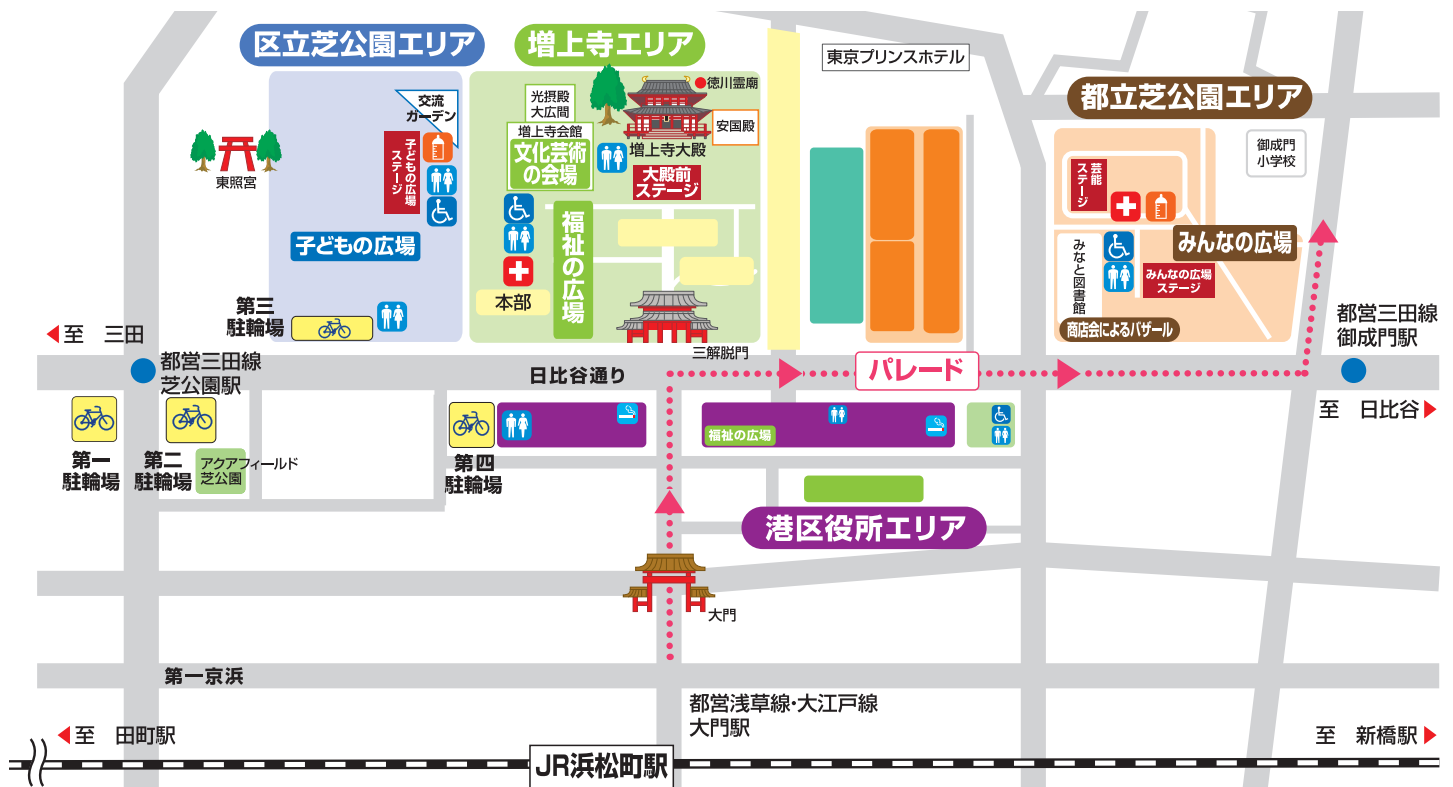 区立芝公園エリア
増上寺エリア
東京プリンスホテル
都立芝公園エリア
交流
ガーデン
子どもの広場
ステージ
東照宮
子どもの広場
第三
駐輪場
光摂殿
大広間
増上寺会館
文化芸術
の会場
徳川霊廟
安国殿
増上寺大殿
大殿前
ステージ
福祉の広場
本部
三解脱門
御成門
小学校
芸能
ステージ
みんなの広場
みなと図書館
みんなの広場
ステージ
商店会によるバザール
都営三田線
御成門駅
至 三田
都営三田線
芝公園駅
日比谷通り
パレード
至 日比谷
第一
駐輪場
第二
駐輪場
アクアフィールド
芝公園
第四
駐輪場
福祉の広場
港区役所エリア
大門
第一京浜
都営浅草線・大江戸線
大門駅
至 田町駅
至 新橋駅
JR浜松町駅